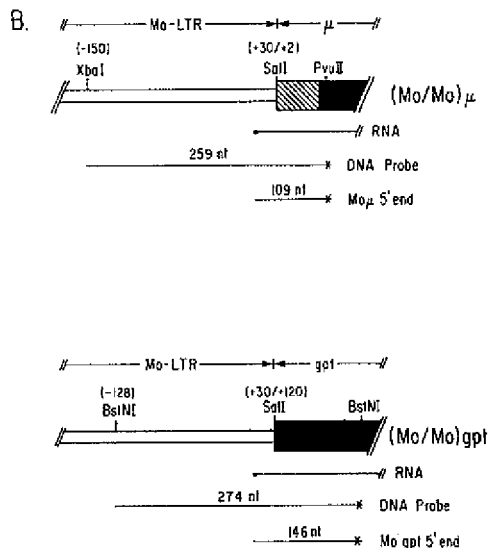 B.
Mo-LTR μ
(-150) (+30/+2)
XbaI SalI PvuII
(Mo/Mo)μ
RNA
259 nt
DNA Probe
109 nt
Moμ 5' end
Mo-LTR gpt
(-128) (+30/+120)
BstNI SalI BstNI
(Mo/Mo)gpt
RNA
274 nt
DNA Probe
146 nt
Mo gpt 5' end